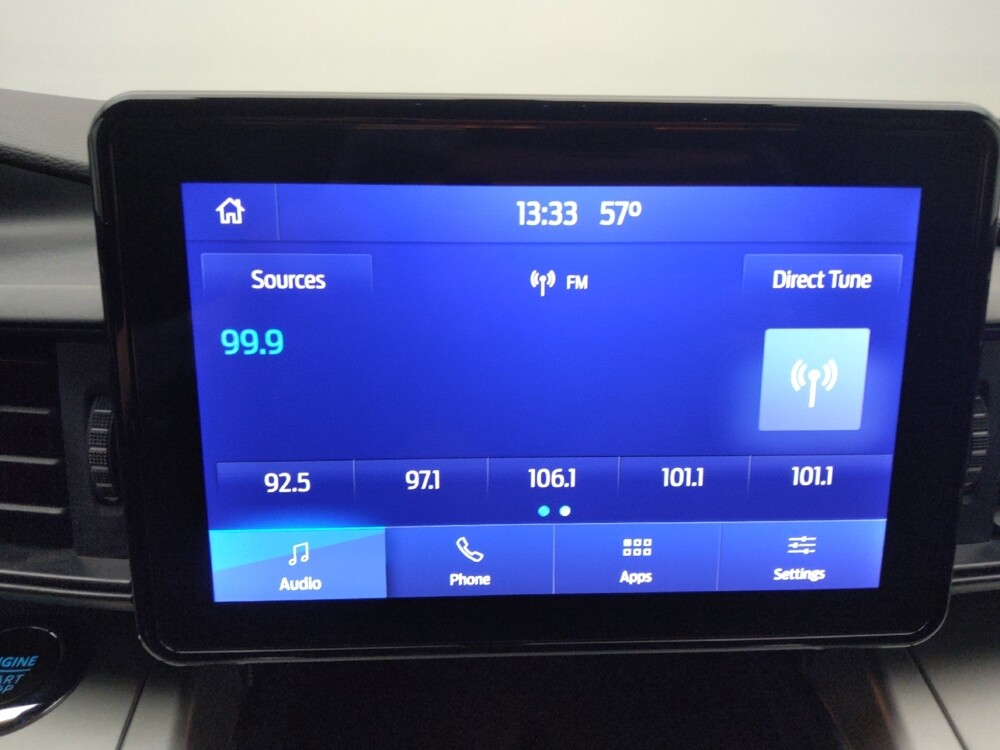 13:33 57º
Sources FM Direct Tune
99.9
92.5 97.1 106.1 101.1 101.1
Audio Phone Apps Settings